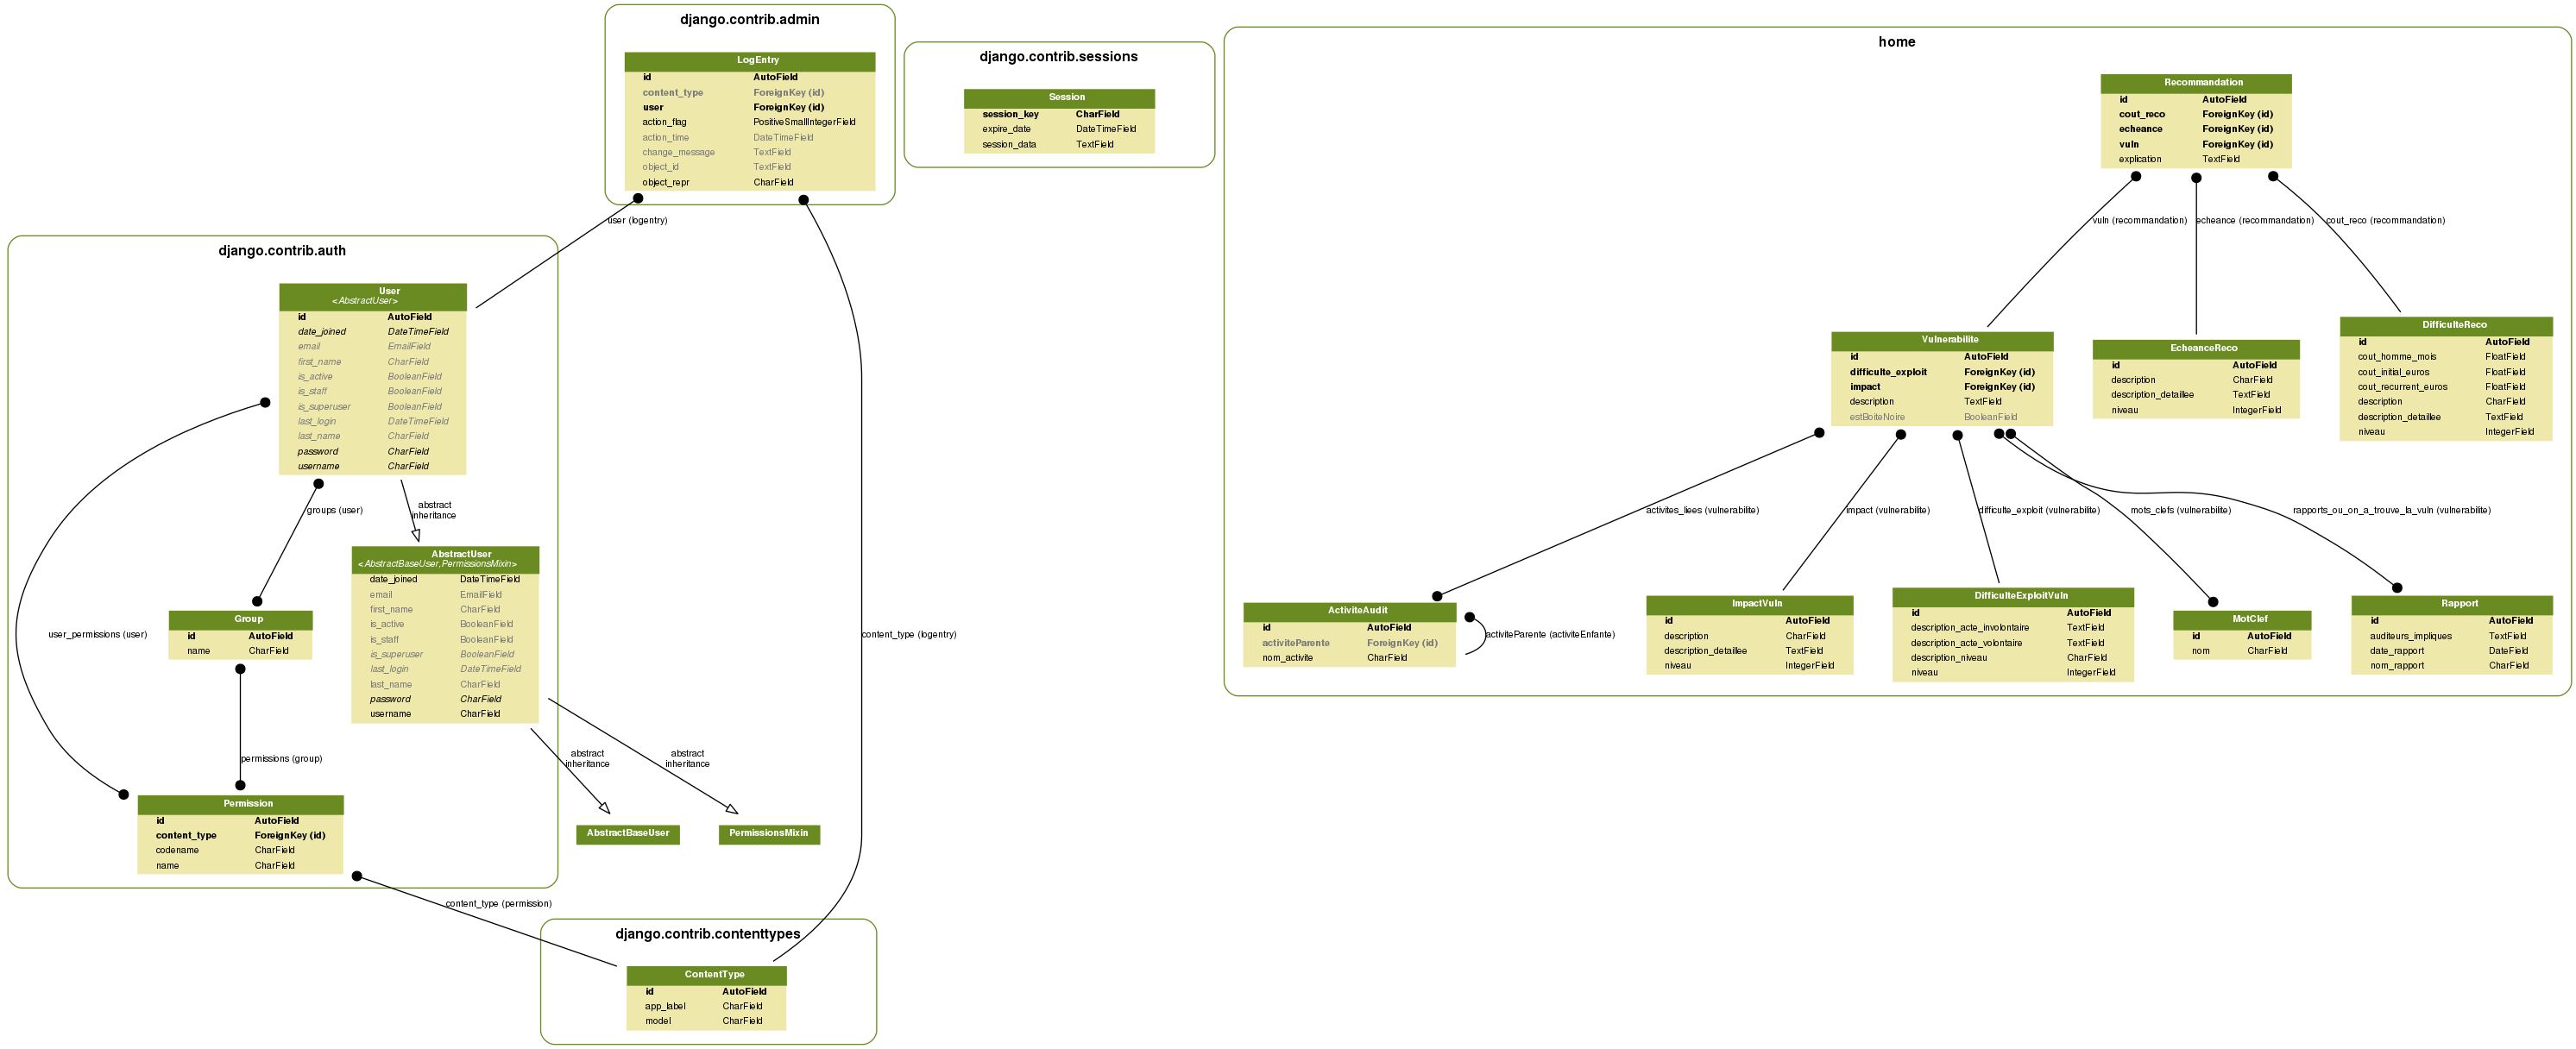 django.contrib.admin
LogEntry
id AutoField
content_type ForeignKey (id)
user ForeignKey (id)
action_flag PositiveSmallIntegerField
action_time DateTimeField
change_message TextField
object_id TextField
object_repr CharField
user (logentry)
content_type (logentry)
django.contrib.sessions
Session
session_key CharField
expire_date DateTimeField
session_data TextField
django.contrib.auth
User
<AbstractUser>
id AutoField
date_joined DateTimeField
email EmailField
first_name CharField
is_active BooleanField
is_staff BooleanField
is_superuser BooleanField
last_login DateTimeField
last_name CharField
password CharField
username CharField
groups (user)
abstract
inheritance
user_permissions (user)
AbstractUser
<AbstractBaseUser,PermissionsMixin>
date_joined DateTimeField
email EmailField
first_name CharField
is_active BooleanField
is_staff BooleanField
is_superuser BooleanField
last_login DateTimeField
last_name CharField
password CharField
username CharField
Group
id AutoField
name CharField
permissions (group)
abstract
inheritance
abstract
inheritance
Permission
id AutoField
content_type ForeignKey (id)
codename CharField
name CharField
AbstractBaseUser
PermissionsMixin
content_type (permission)
django.contrib.contenttypes
ContentType
id AutoField
app_label CharField
model CharField
home
Recommandation
id AutoField
cout_reco ForeignKey (id)
echeance ForeignKey (id)
vuln ForeignKey (id)
explication TextField
vuln (recommandation)
echeance (recommandation)
cout_reco (recommandation)
Vulnerabilite
id AutoField
difficulte_exploit ForeignKey (id)
impact ForeignKey (id)
description TextField
estBoiteNoire BooleanField
EcheanceReco
id AutoField
description CharField
description_detaillee TextField
niveau IntegerField
DifficulteReco
id AutoField
cout_homme_mois FloatField
cout_initial_euros FloatField
cout_recurrent_euros FloatField
description CharField
description_detaillee TextField
niveau IntegerField
activites_liees (vulnerabilite)
impact (vulnerabilite)
difficulte_exploit (vulnerabilite)
mots_clefs (vulnerabilite)
rapports_ou_on_a_trouve_la_vuln (vulnerabilite)
ActiviteAudit
id AutoField
activiteParente ForeignKey (id)
nom_activite CharField
activiteParente (activiteEnfante)
ImpactVuln
id AutoField
description CharField
description_detaillee TextField
niveau IntegerField
DifficulteExploitVuln
id AutoField
description_acte_involontaire TextField
description_acte_volontaire TextField
description_niveau CharField
niveau IntegerField
MotClef
id AutoField
nom CharField
Rapport
id AutoField
auditeurs_impliques TextField
date_rapport DateField
nom_rapport CharField